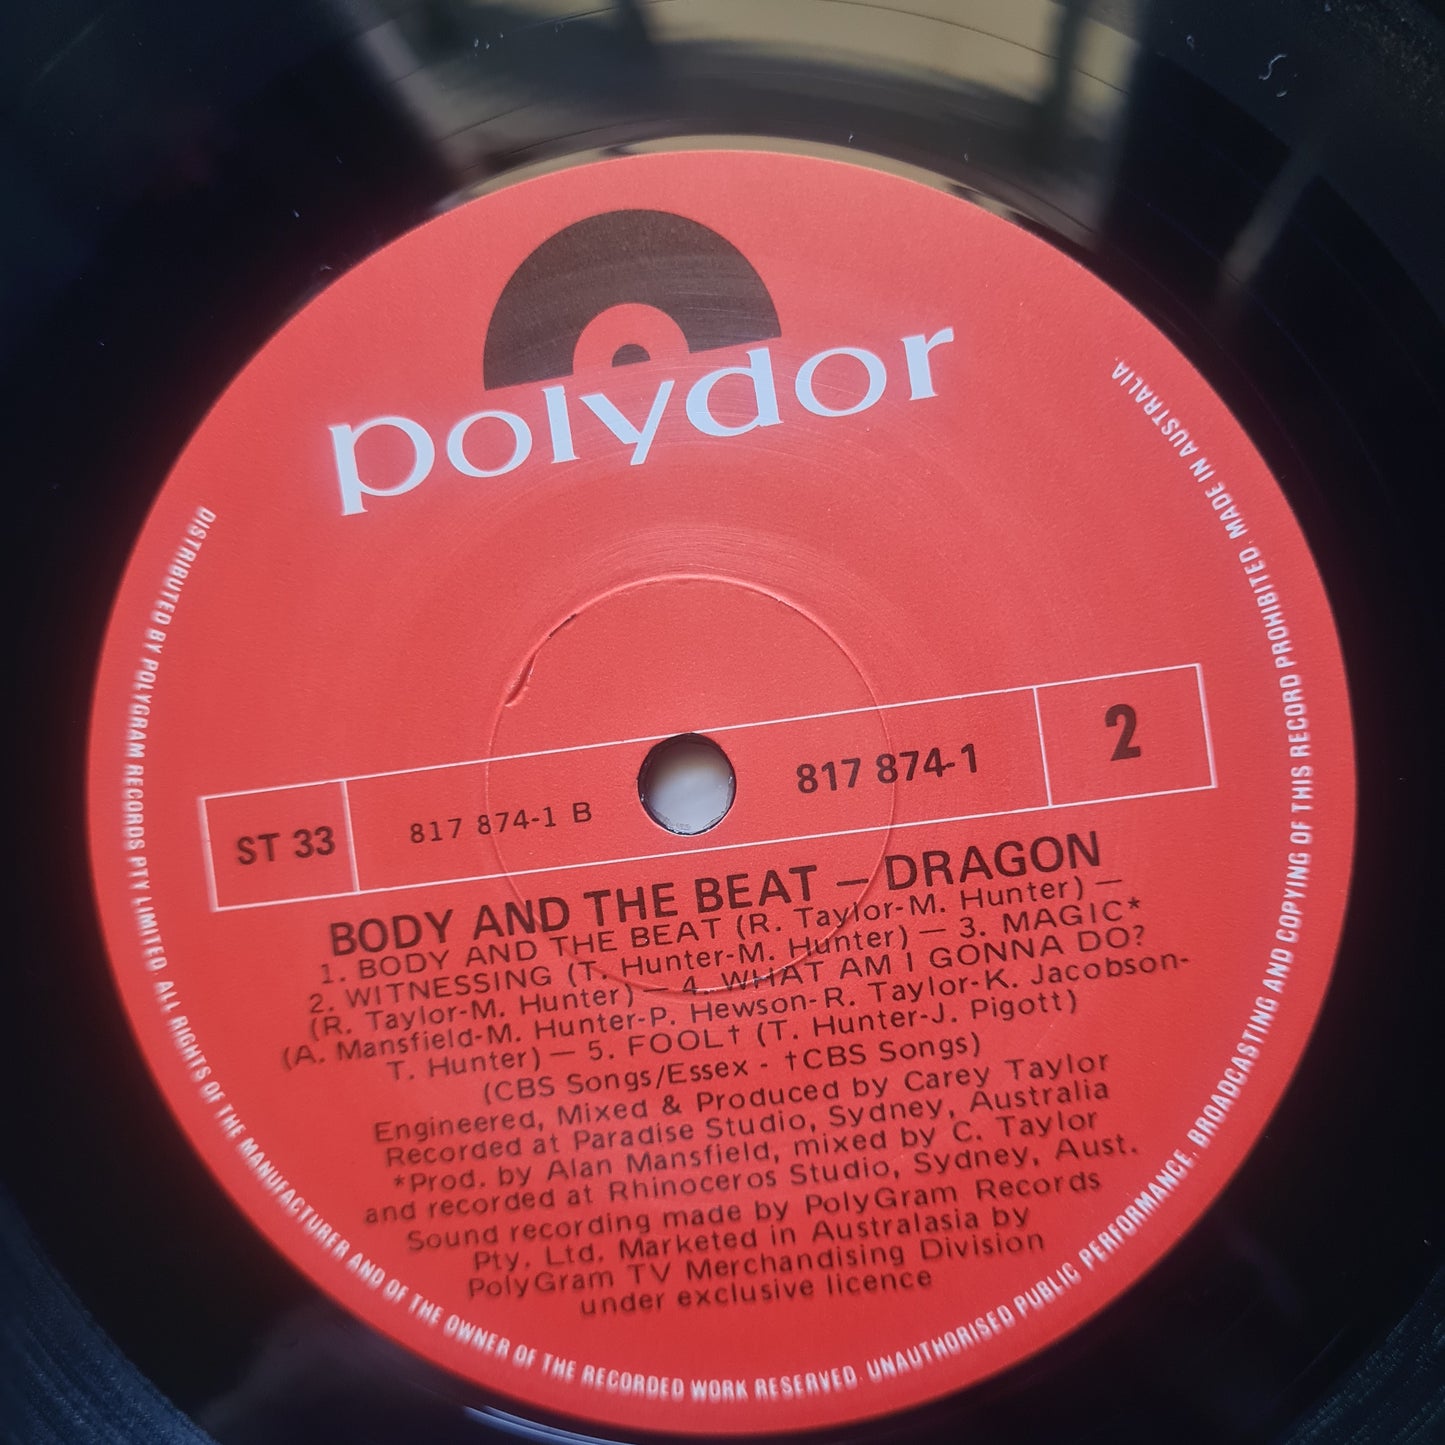 polydor
ST 33
817 874-1 B
817 874-1
2
BODY AND THE BEAT – DRAGON
1. BODY AND THE BEAT (R. Taylor-M. Hunter) –
2. WITNESSING (T. Hunter-M. Hunter) – 3. MAGIC*
(R. Taylor-M. Hunter) – 4. WHAT AM I GONNA DO?
(A. Mansfield-M. Hunter-P. Hewson-R. Taylor-K. Jacobson-
T. Hunter) – 5. FOOL† (T. Hunter-J. Pigott)
(CBS Songs/Essex - †CBS Songs)
Engineered, Mixed & Produced by Carey Taylor
Recorded at Paradise Studio, Sydney, Australia
*Prod. by Alan Mansfield, mixed by C. Taylor
and recorded at Rhinoceros Studio, Sydney, Aust.
Sound recording made by PolyGram Records
Pty. Ltd. Marketed in Australasia by
PolyGram TV Merchandising Division
under exclusive licence
DISTRIBUTED BY POLYGRAM RECORDS PTY LIMITED. ALL RIGHTS OF THE MANUFACTURER AND OF THE OWNER OF THE RECORDED WORK RESERVED. UNAUTHORISED PUBLIC PERFORMANCE, BROADCASTING AND COPYING OF THIS RECORD PROHIBITED. MADE IN AUSTRALIA.